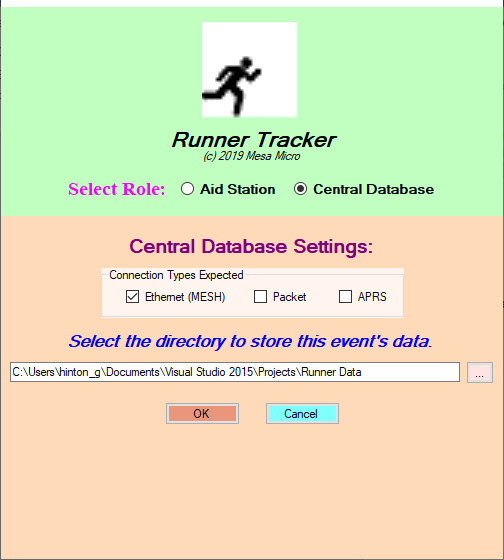 Runner Tracker
(c) 2019 Mesa Micro
Select Role: Aid Station Central Database
Central Database Settings:
Connection Types Expected
Ethernet (MESH) Packet APRS
Select the directory to store this event's data.
C:\Users\hinton_g\Documents\Visual Studio 2015\Projects\Runner Data ...
OK Cancel